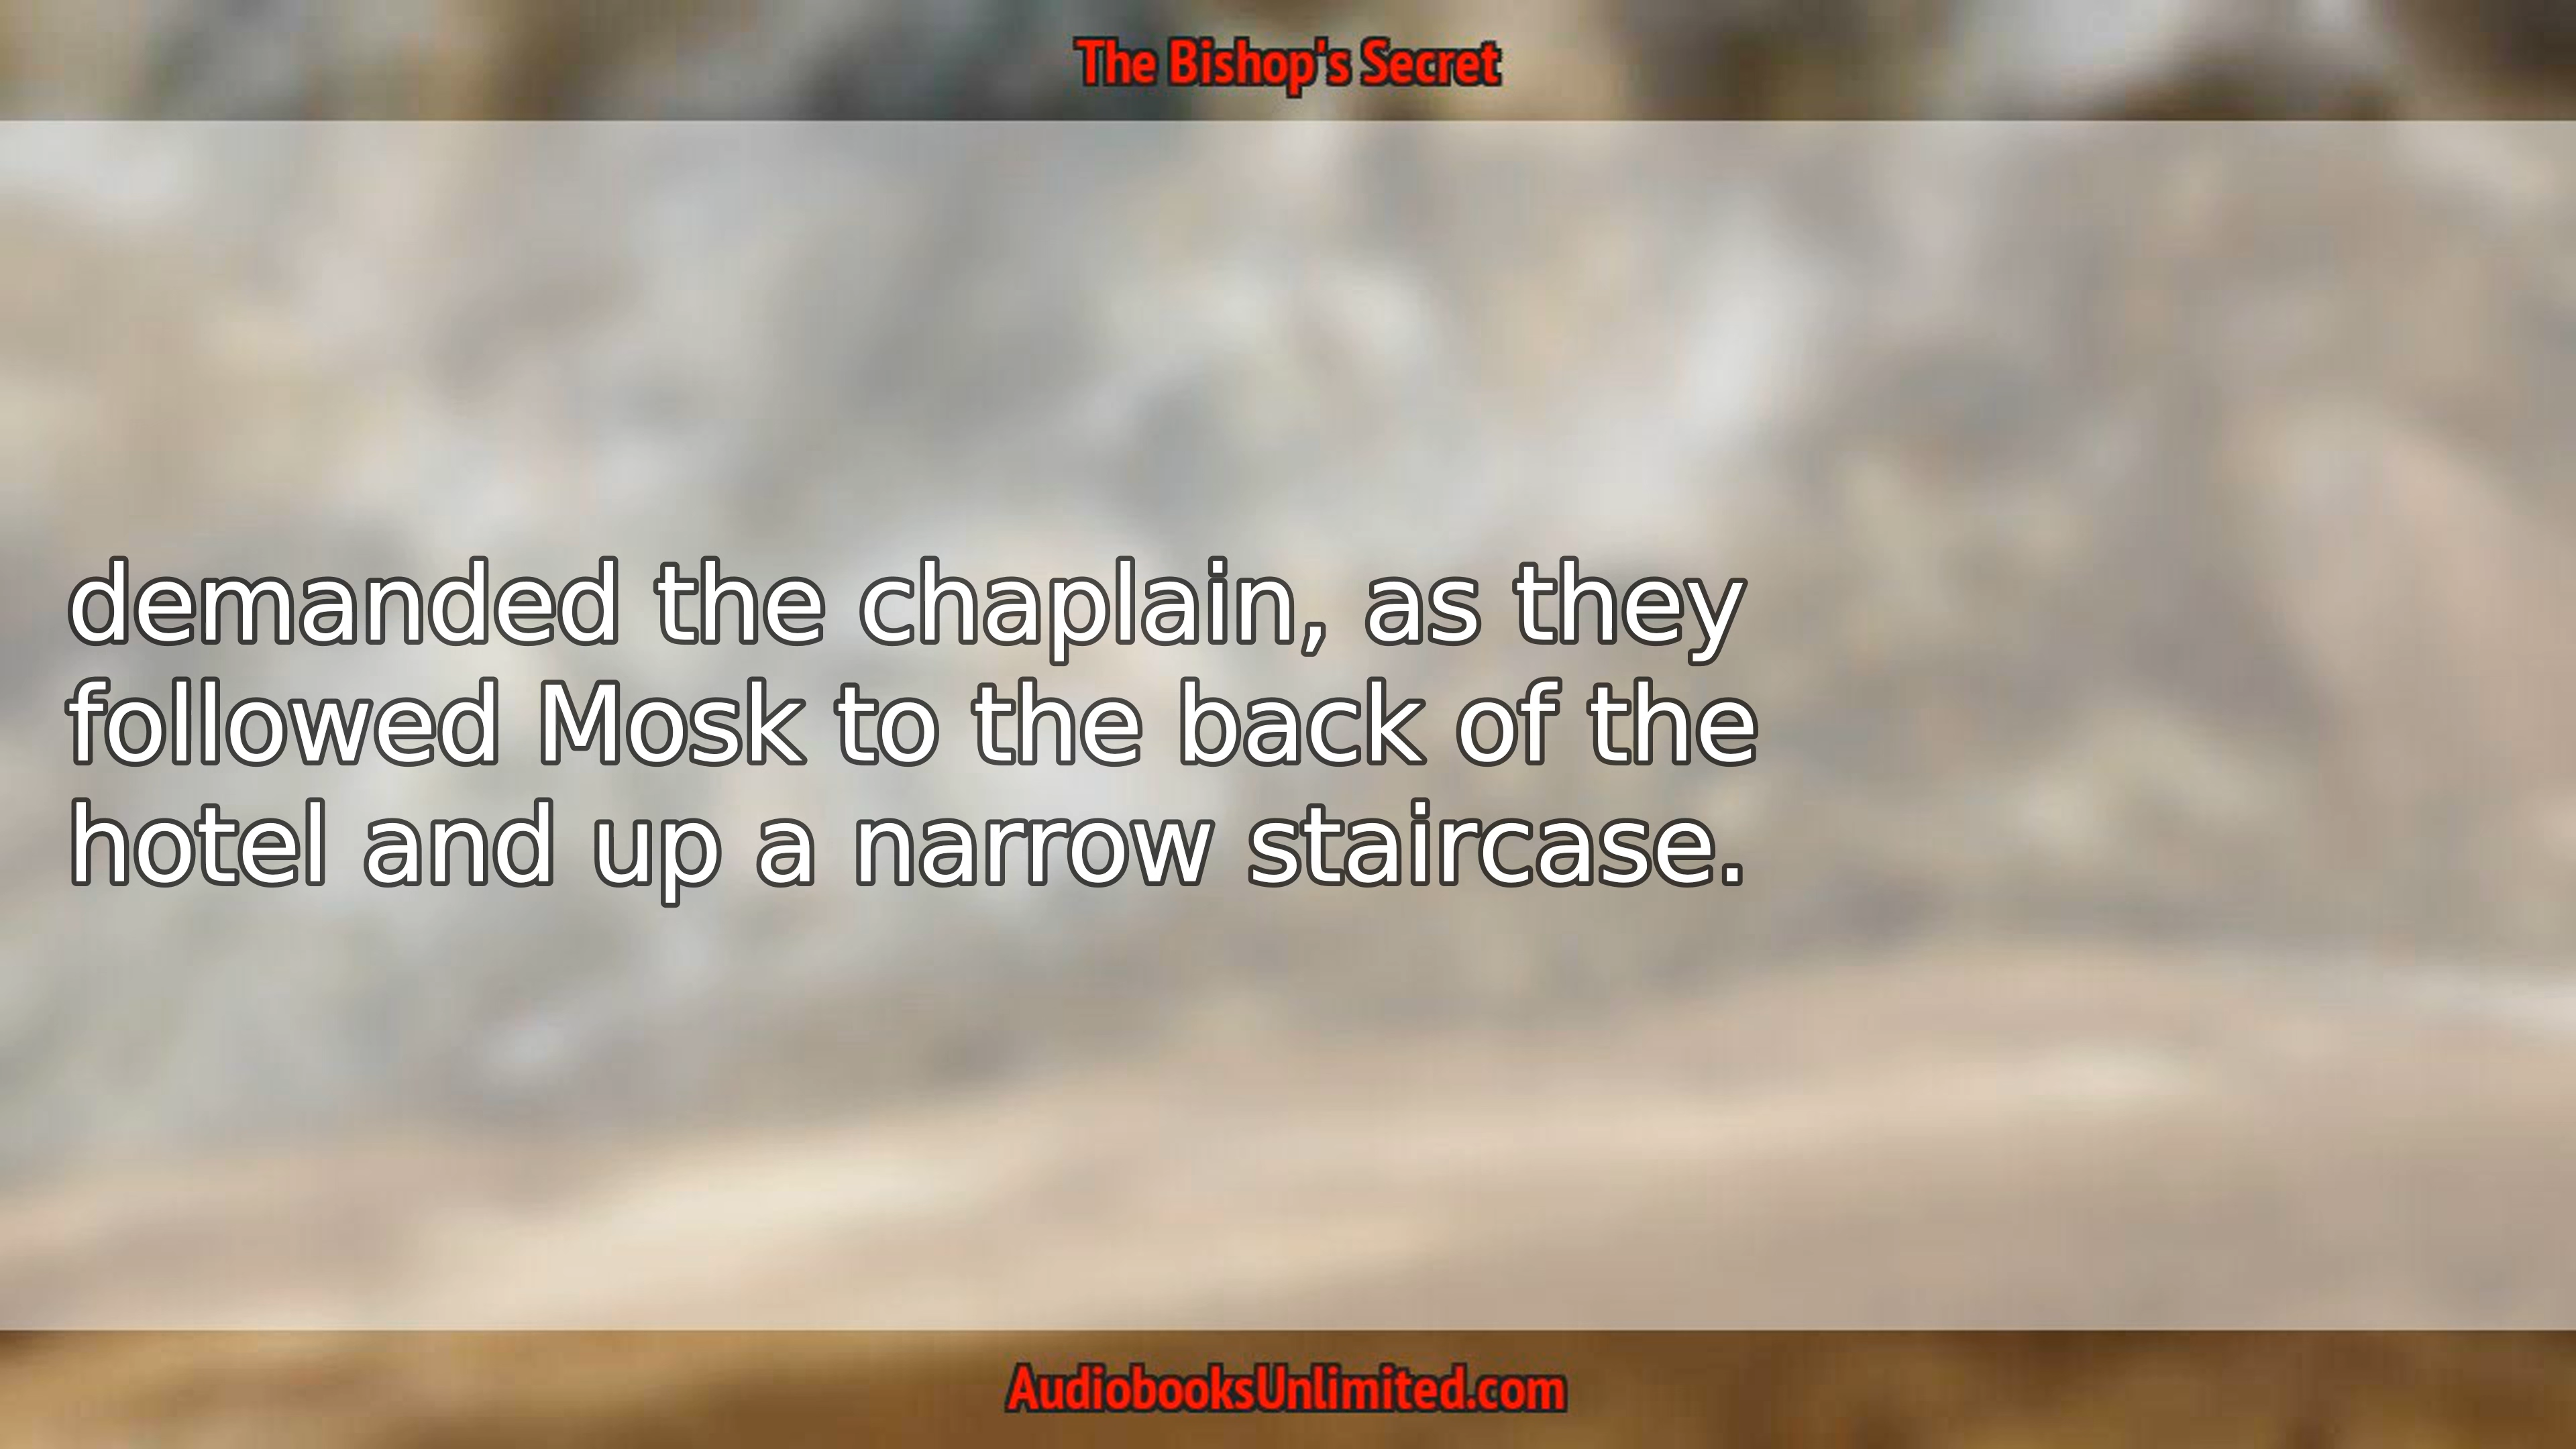 The Bishop's Secret
demanded the chaplain, as they
followed Mosk to the back of the
hotel and up a narrow staircase.
AudiobooksUnlimited.com